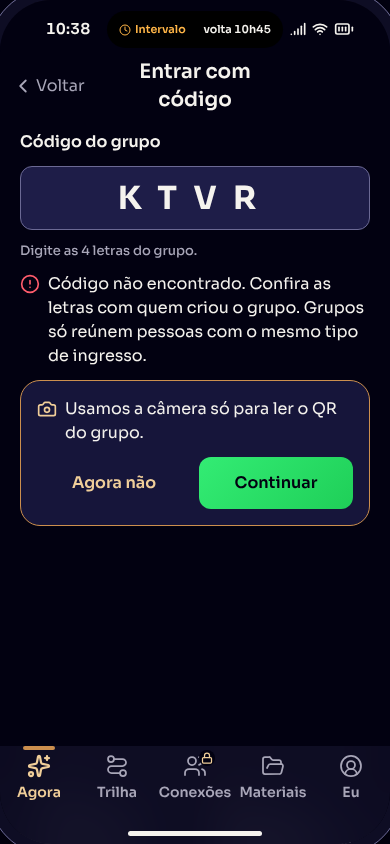 10:38
Intervalo volta 10h45
Voltar
Entrar com
código
Código do grupo
K T V R
Digite as 4 letras do grupo.
Código não encontrado. Confira as
letras com quem criou o grupo. Grupos
só reúnem pessoas com o mesmo tipo
de ingresso.
Usamos a câmera só para ler o QR
do grupo.
Agora não
Continuar
Agora
Trilha
Conexões
Materiais
Eu